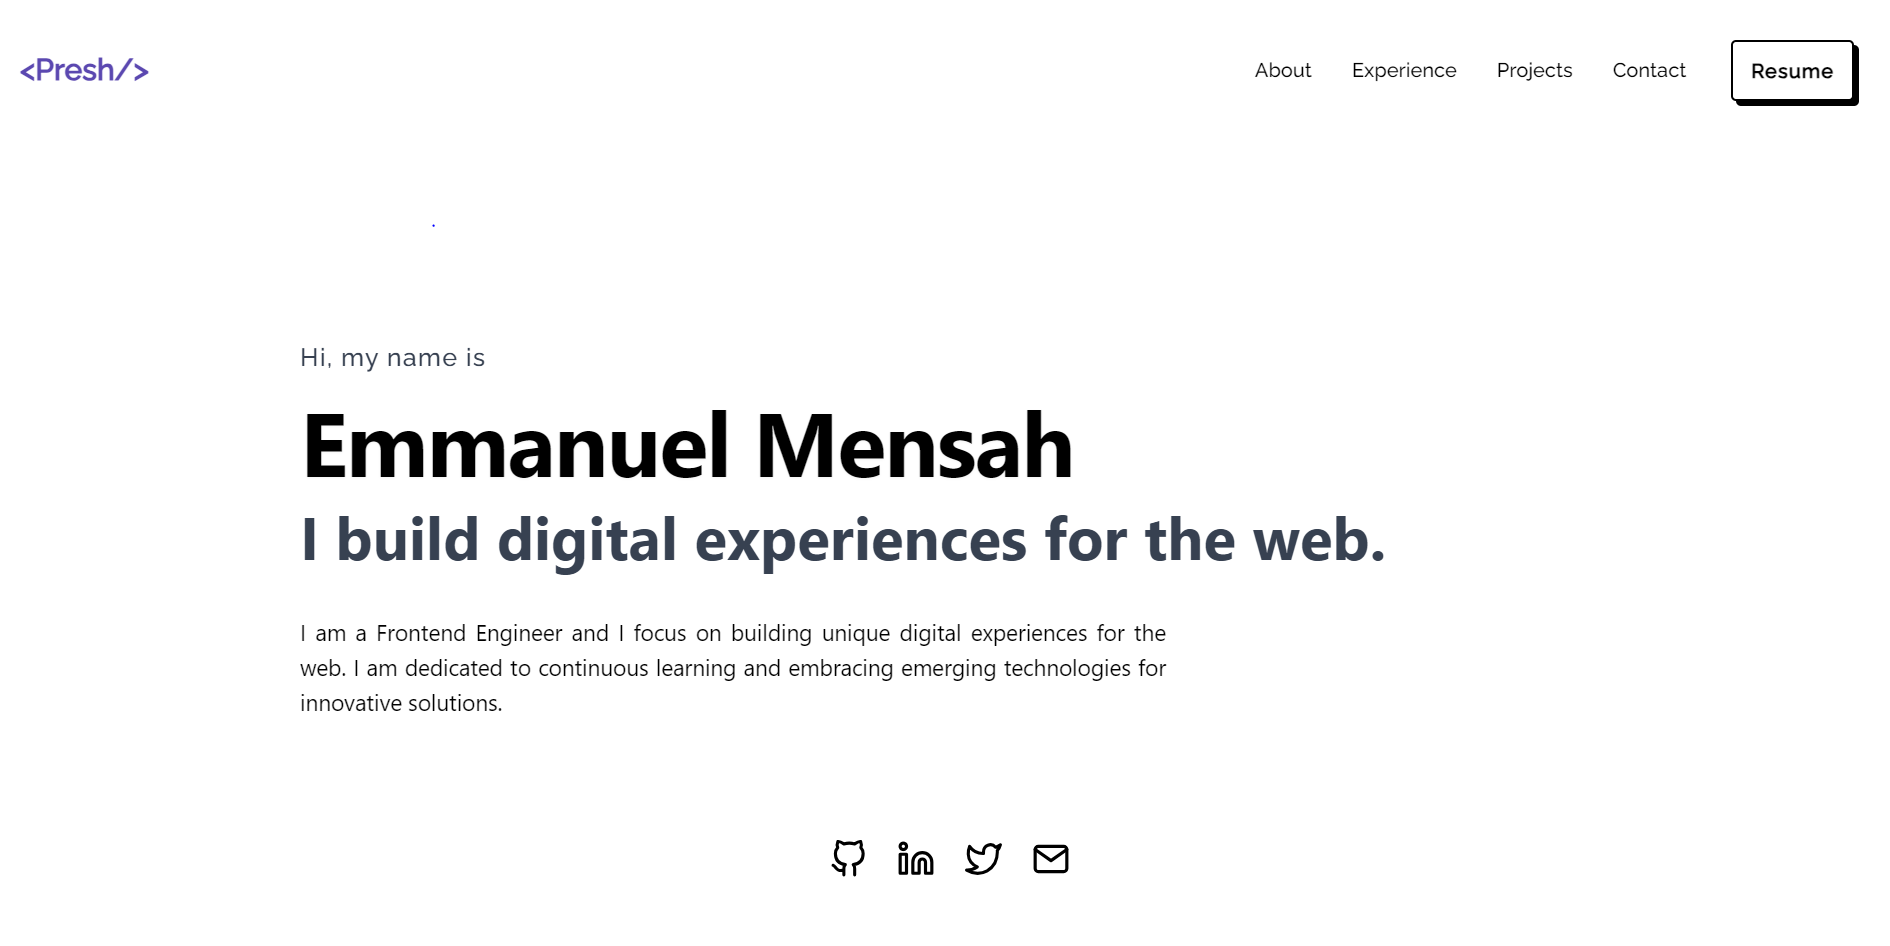 <Presh/>
About Experience Projects Contact Resume
Hi, my name is
Emmanuel Mensah
I build digital experiences for the web.
I am a Frontend Engineer and I focus on building unique digital experiences for the
web. I am dedicated to continuous learning and embracing emerging technologies for
innovative solutions.